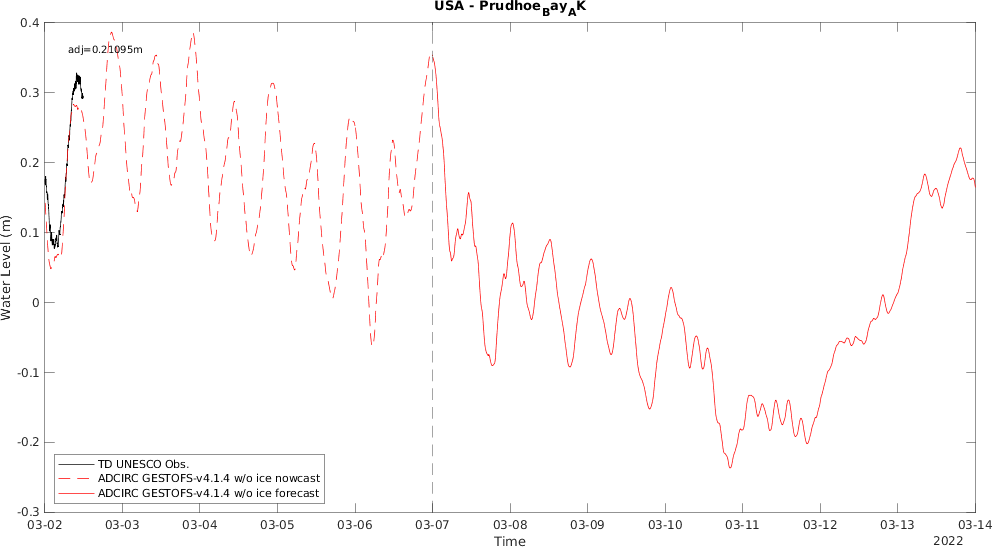 USA - Prudhoe_Bay_AK
adj=0.21095m
0.4
0.3
0.2
0.1
0
-0.1
-0.2
-0.3
Water Level (m)
TD UNESCO Obs.
ADCIRC GESTOFS-v4.1.4 w/o ice nowcast
ADCIRC GESTOFS-v4.1.4 w/o ice forecast
03-02 03-03 03-04 03-05 03-06 03-07 03-08 03-09 03-10 03-11 03-12 03-13 03-14
Time
2022